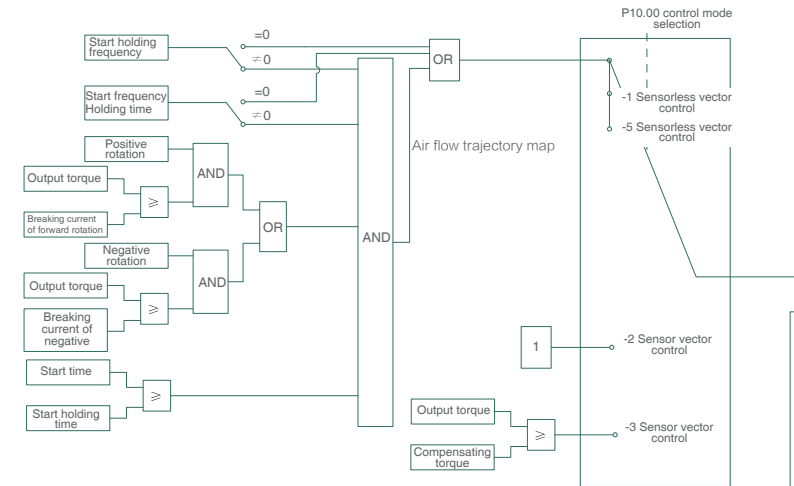 P10.00 control mode
selection
Start holding
frequency
=0
≠0
OR
Start frequency
Holding time
=0
≠0
-1 Sensorless vector
control
-5 Sensorless vector
control
Positive
rotation
Air flow trajectory map
Output torque
AND
≥
Breaking current
of forward rotation
OR
AND
Negative
rotation
Output torque
AND
≥
Breaking
current of
negative
1
-2 Sensor vector
control
Start time
≥
Start holding
time
Output torque
≥
-3 Sensor vector
control
Compensating
torque